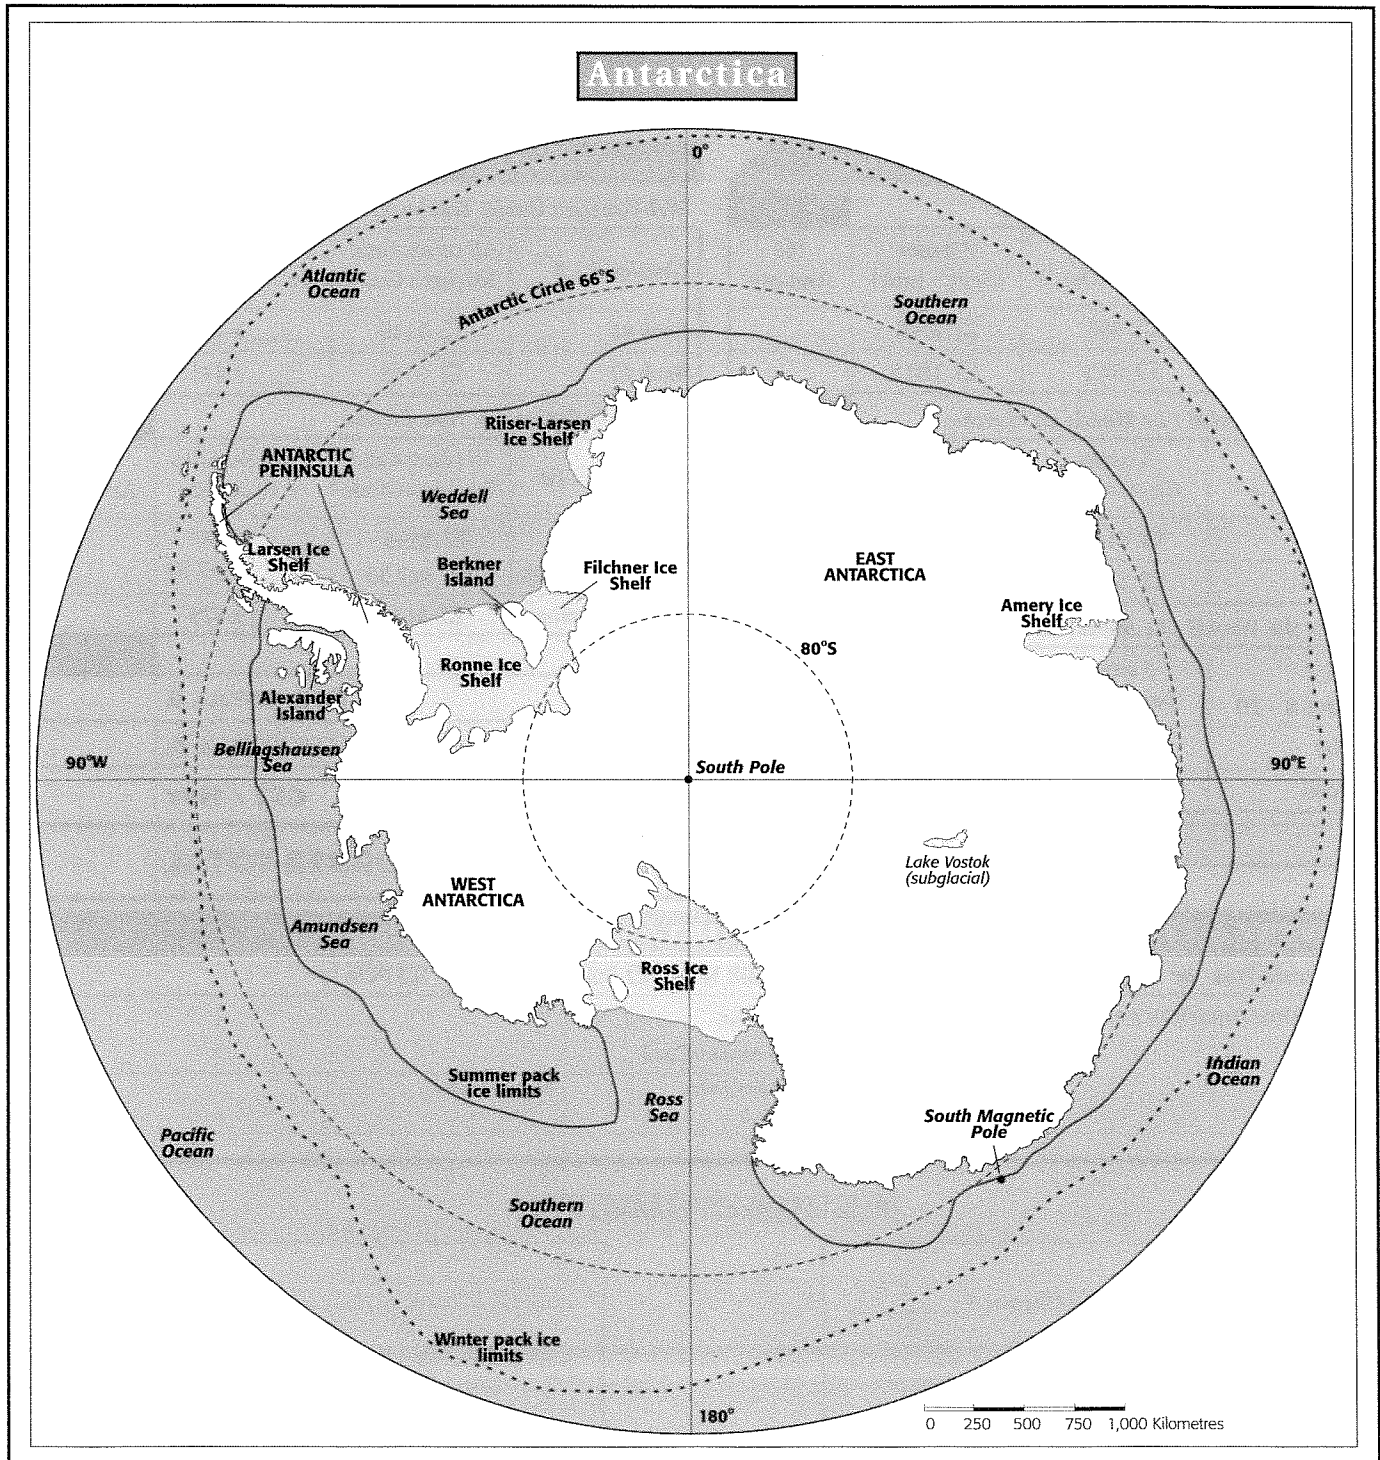 Antarctica
0°
Atlantic
Ocean
Antarctic Circle 66°S
Southern
Ocean
Riiser-Larsen
Ice Shelf
ANTARCTIC
PENINSULA
Weddell
Sea
Larsen Ice
Shelf
Berkner
Island
Filchner Ice
Shelf
EAST
ANTARCTICA
Amery Ice
Shelf
80°S
Ronne Ice
Shelf
Alexander
Island
Bellingshausen
Sea
90°W
South Pole
90°E
Lake Vostok
(subglacial)
WEST
ANTARCTICA
Amundsen
Sea
Ross Ice
Shelf
Summer pack
ice limits
Ross
Sea
Indian
Ocean
South Magnetic
Pole
Pacific
Ocean
Southern
Ocean
Winter pack ice
limits
180°
0 250 500 750 1,000 Kilometres